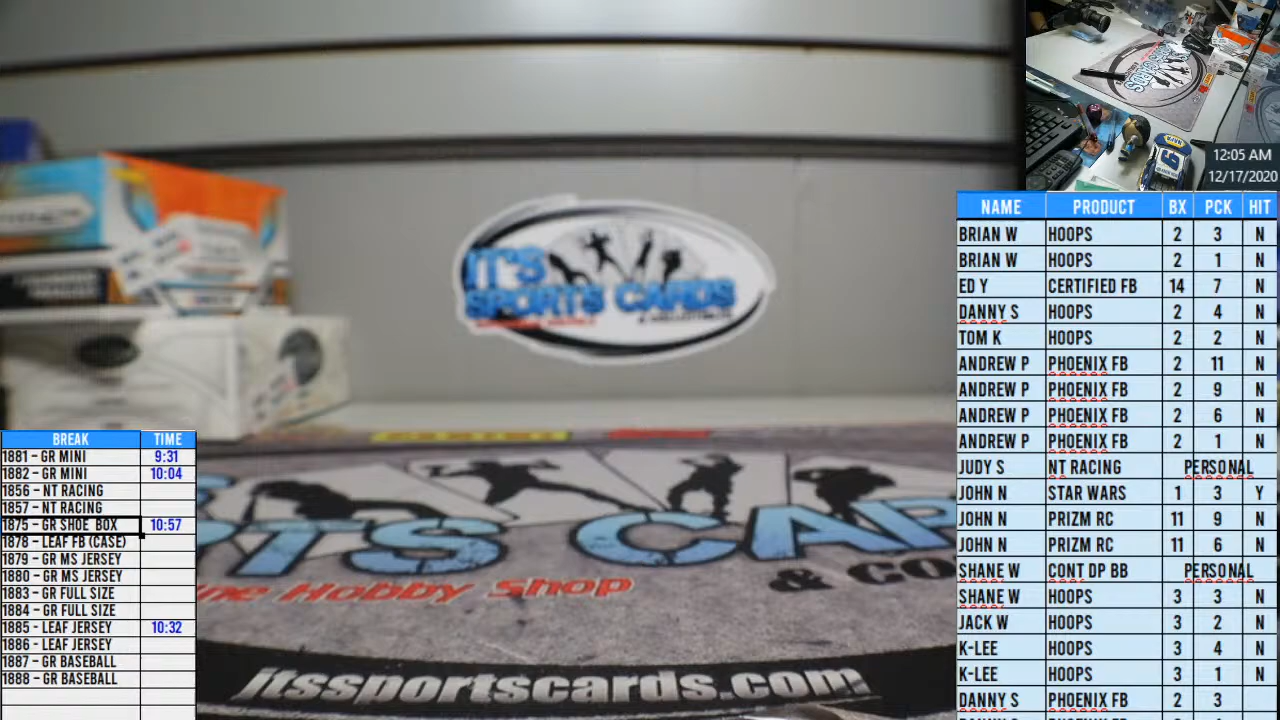 IT'S
SPORTS CARDS
RTS CAR
& CO
ne Hobby Shop
itssportscards.com
12:05 AM
12/17/2020
NAME PRODUCT BX PCK HIT
BRIAN W HOOPS 2 3 N
BRIAN W HOOPS 2 1 N
ED Y CERTIFIED FB 14 7 N
DANNY S HOOPS 2 4 N
TOM K HOOPS 2 2 N
ANDREW P PHOENIX FB 2 11 N
ANDREW P PHOENIX FB 2 9 N
ANDREW P PHOENIX FB 2 6 N
ANDREW P PHOENIX FB 2 1 N
JUDY S NT RACING PERSONAL
JOHN N STAR WARS 1 3 Y
JOHN N PRIZM RC 11 9 N
JOHN N PRIZM RC 11 6 N
SHANE W CONT DP BB PERSONAL
SHANE W HOOPS 3 3 N
JACK W HOOPS 3 2 N
K-LEE HOOPS 3 4 N
K-LEE HOOPS 3 1 N
DANNY S PHOENIX FB 2 3
BREAK TIME
1881 - GR MINI 9:31
1882 - GR MINI 10:04
1856 - NT RACING
1857 - NT RACING
1875 - GR SHOE BOX 10:57
1878 - LEAF FB (CASE)
1879 - GR MS JERSEY
1880 - GR MS JERSEY
1883 - GR FULL SIZE
1884 - GR FULL SIZE
1885 - LEAF JERSEY 10:32
1886 - LEAF JERSEY
1887 - GR BASEBALL
1888 - GR BASEBALL